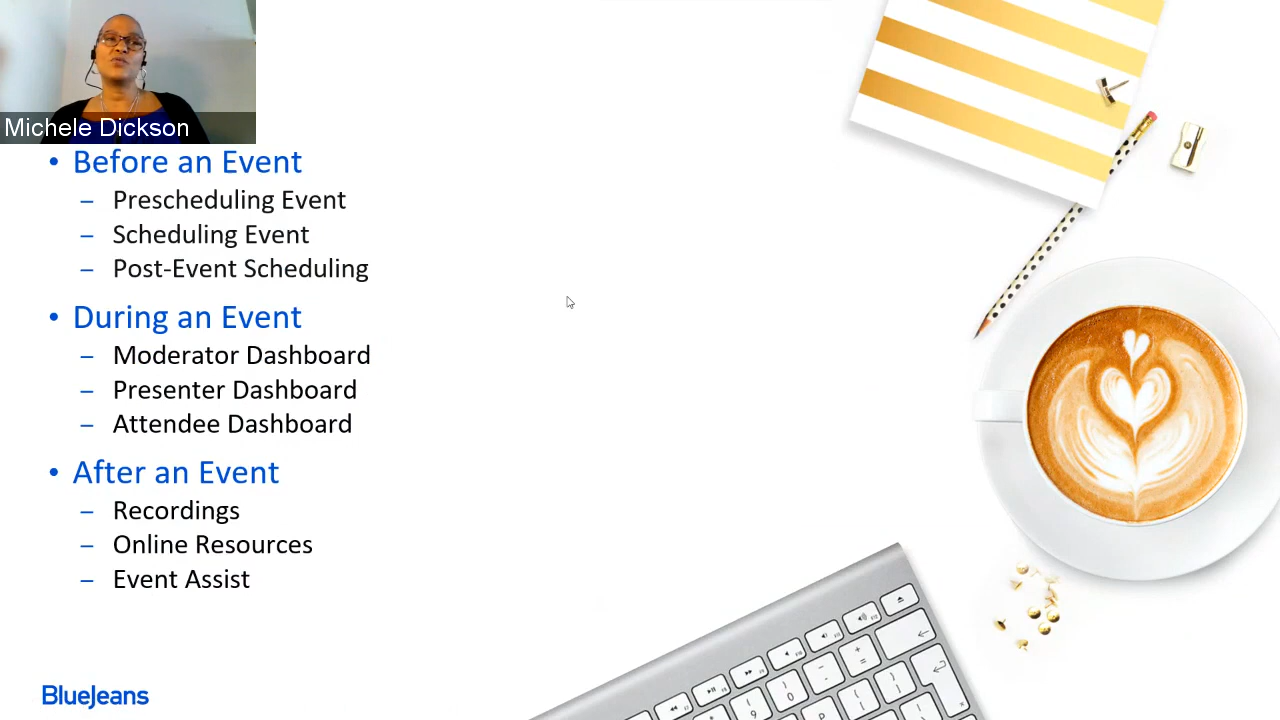 Michele Dickson
• Before an Event
– Prescheduling Event
– Scheduling Event
– Post-Event Scheduling
• During an Event
– Moderator Dashboard
– Presenter Dashboard
– Attendee Dashboard
• After an Event
– Recordings
– Online Resources
– Event Assist
BlueJeans